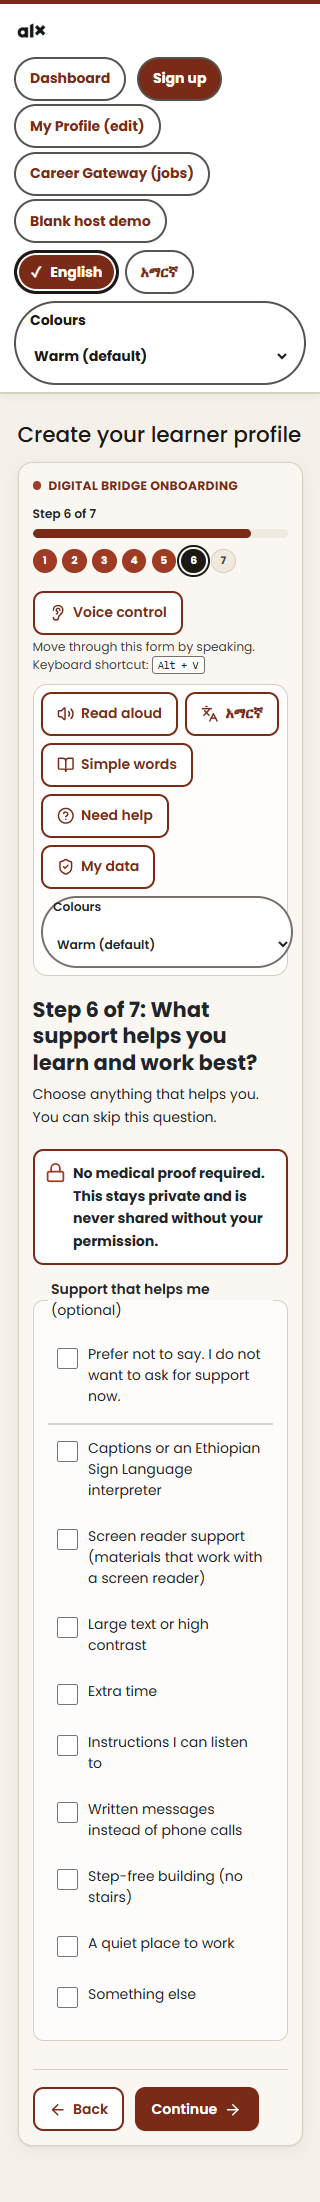 alx
Dashboard
Sign up
My Profile (edit)
Career Gateway (jobs)
Blank host demo
✓ English
አማርኛ
Colours
Warm (default)
Create your learner profile
DIGITAL BRIDGE ONBOARDING
Step 6 of 7
1 2 3 4 5 6 7
Voice control
Move through this form by speaking.
Keyboard shortcut: Alt + V
Read aloud
አማርኛ
Simple words
Need help
My data
Colours
Warm (default)
Step 6 of 7: What
support helps you
learn and work best?
Choose anything that helps you.
You can skip this question.
No medical proof required.
This stays private and is
never shared without your
permission.
Support that helps me
(optional)
Prefer not to say. I do not
want to ask for support
now.
Captions or an Ethiopian
Sign Language
interpreter
Screen reader support
(materials that work with
a screen reader)
Large text or high
contrast
Extra time
Instructions I can listen
to
Written messages
instead of phone calls
Step-free building (no
stairs)
A quiet place to work
Something else
Back
Continue